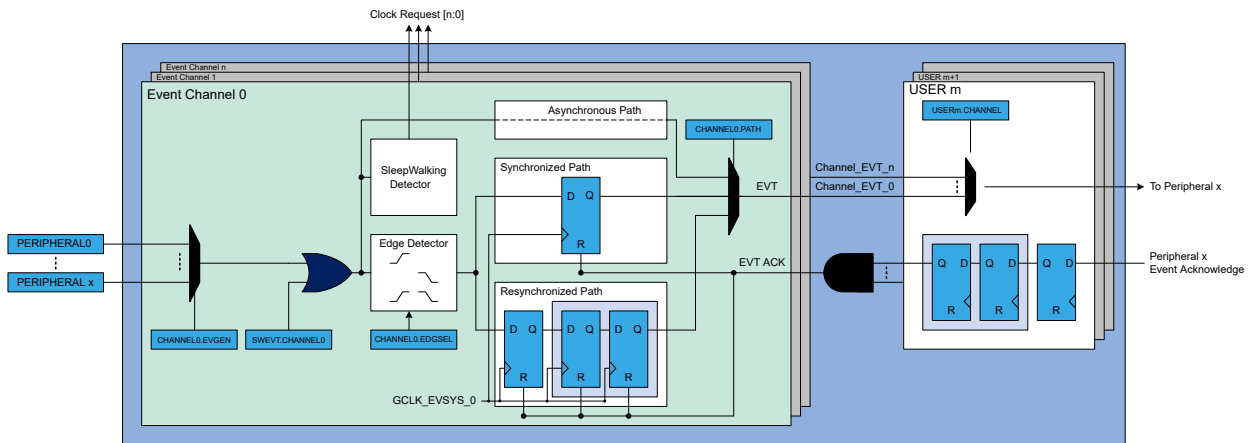 Clock Request [n:0]
Event Channel n
Event Channel 1
Event Channel 0
USER m+1
USER m
Asynchronous Path
CHANNEL0.PATH
USERm.CHANNEL
SleepWalking
Detector
Synchronized Path
D Q
R
EVT
Channel_EVT_n
Channel_EVT_0
To Peripheral x
PERIPHERAL0
PERIPHERAL x
Edge Detector
EVT ACK
Q D
R
Q D
R
Q D
R
Peripheral x
Event Acknowledge
Resynchronized Path
D Q
R
D Q
R
D Q
R
CHANNEL0.EVGEN
SWEVT.CHANNEL0
CHANNEL0.EDGSEL
GCLK_EVSYS_0